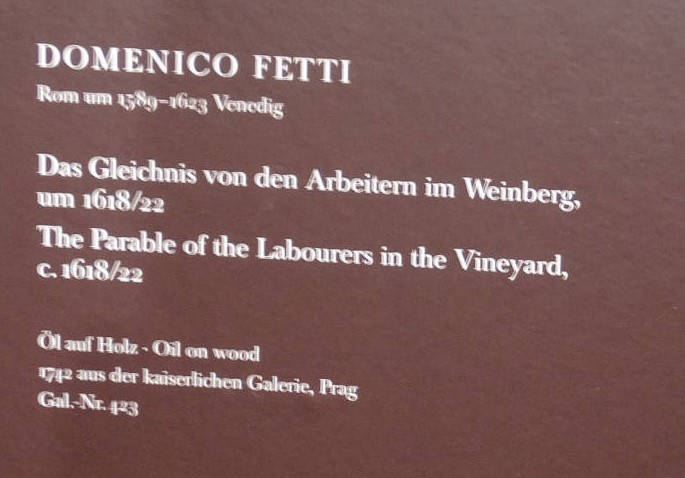 DOMENICO FETTI
Rom um 1589–1623 Venedig
Das Gleichnis von den Arbeitern im Weinberg,
um 1618/22
The Parable of the Labourers in the Vineyard,
c. 1618/22
Öl auf Holz - Oil on wood
1742 aus der kaiserlichen Galerie, Prag
Gal.-Nr. 423